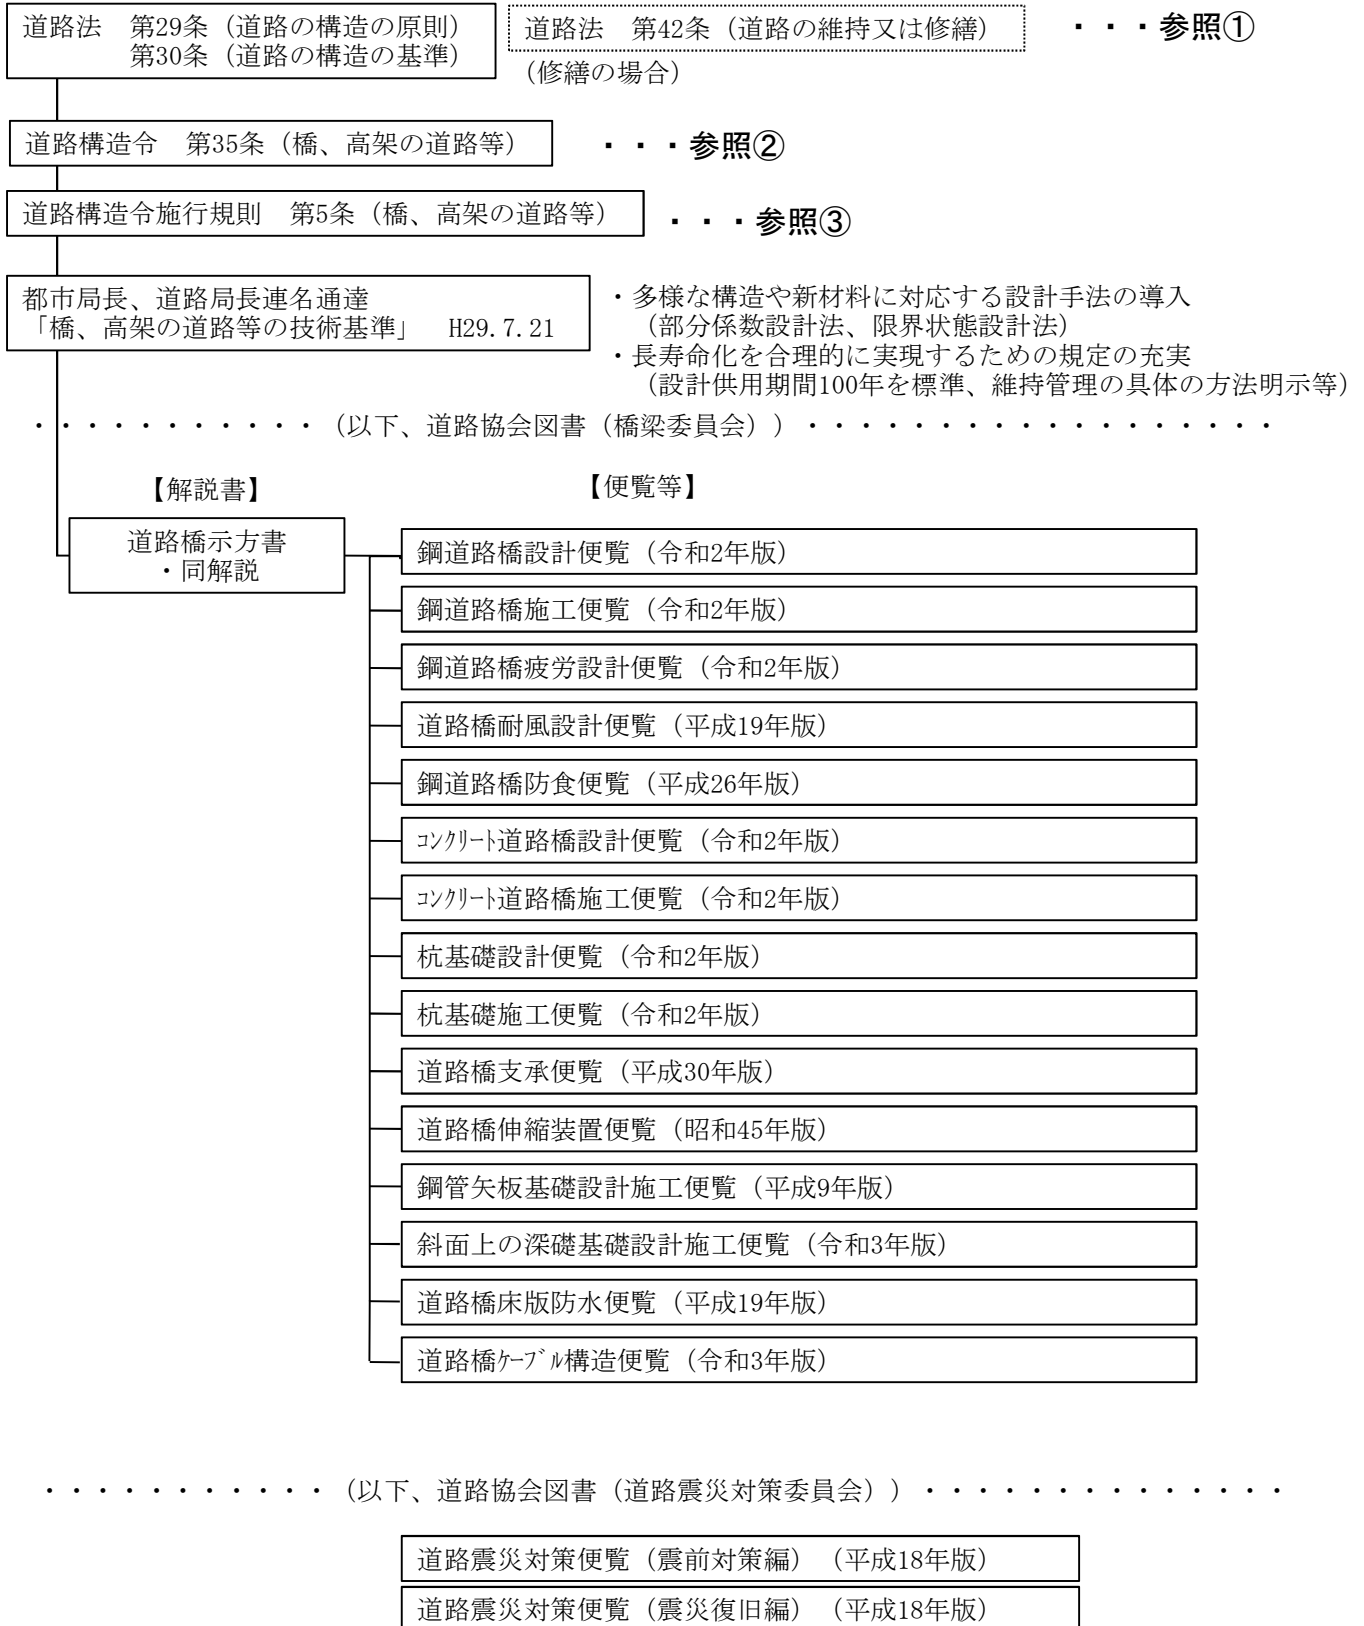 道路法　第29条（道路の構造の原則）
第30条（道路の構造の基準）
道路法　第42条（道路の維持又は修繕）
・・・参照①
（修繕の場合）
道路構造令　第35条（橋、高架の道路等）
・・・参照②
道路構造令施行規則　第5条（橋、高架の道路等）
・・・参照③
都市局長、道路局長連名通達
「橋、高架の道路等の技術基準」　H29.7.21
・多様な構造や新材料に対応する設計手法の導入
（部分係数設計法、限界状態設計法）
・長寿命化を合理的に実現するための規定の充実
（設計供用期間100年を標準、維持管理の具体の方法明示等）
・・・・・・・・・・・・（以下、道路協会図書（橋梁委員会））・・・・・・・・・・・・・・・・・・
【解説書】
【便覧等】
道路橋示方書
・同解説
鋼道路橋設計便覧（令和2年版）
鋼道路橋施工便覧（令和2年版）
鋼道路橋疲労設計便覧（令和2年版）
道路橋耐風設計便覧（平成19年版）
鋼道路橋防食便覧（平成26年版）
ｺﾝｸﾘｰﾄ道路橋設計便覧（令和2年版）
ｺﾝｸﾘｰﾄ道路橋施工便覧（令和2年版）
杭基礎設計便覧（令和2年版）
杭基礎施工便覧（令和2年版）
道路橋支承便覧（平成30年版）
道路橋伸縮装置便覧（昭和45年版）
鋼管矢板基礎設計施工便覧（平成9年版）
斜面上の深礎基礎設計施工便覧（令和3年版）
道路橋床版防水便覧（平成19年版）
道路橋ｹｰﾌﾞﾙ構造便覧（令和3年版）
・・・・・・・・・・・（以下、道路協会図書（道路震災対策委員会））・・・・・・・・・・・・・・
道路震災対策便覧（震前対策編）（平成18年版）
道路震災対策便覧（震災復旧編）（平成18年版）